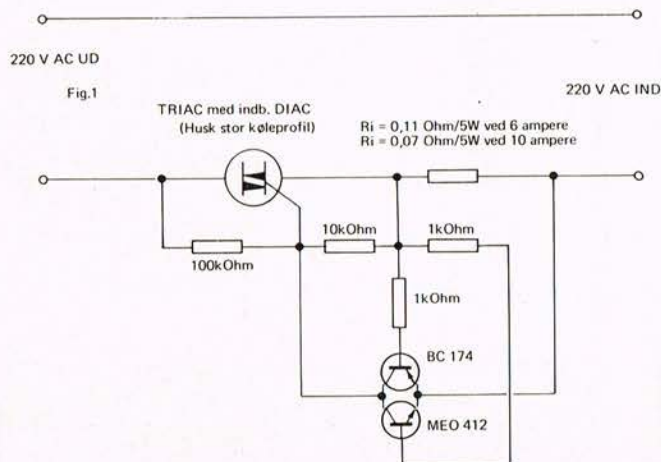 220 V AC UD
Fig.1
220 V AC IND
TRIAC med indb. DIAC
(Husk stor køleprofil)
Ri = 0,11 Ohm/5W ved 6 ampere
Ri = 0,07 Ohm/5W ved 10 ampere
10kOhm
1kOhm
100kOhm
1kOhm
BC 174
MEO 412